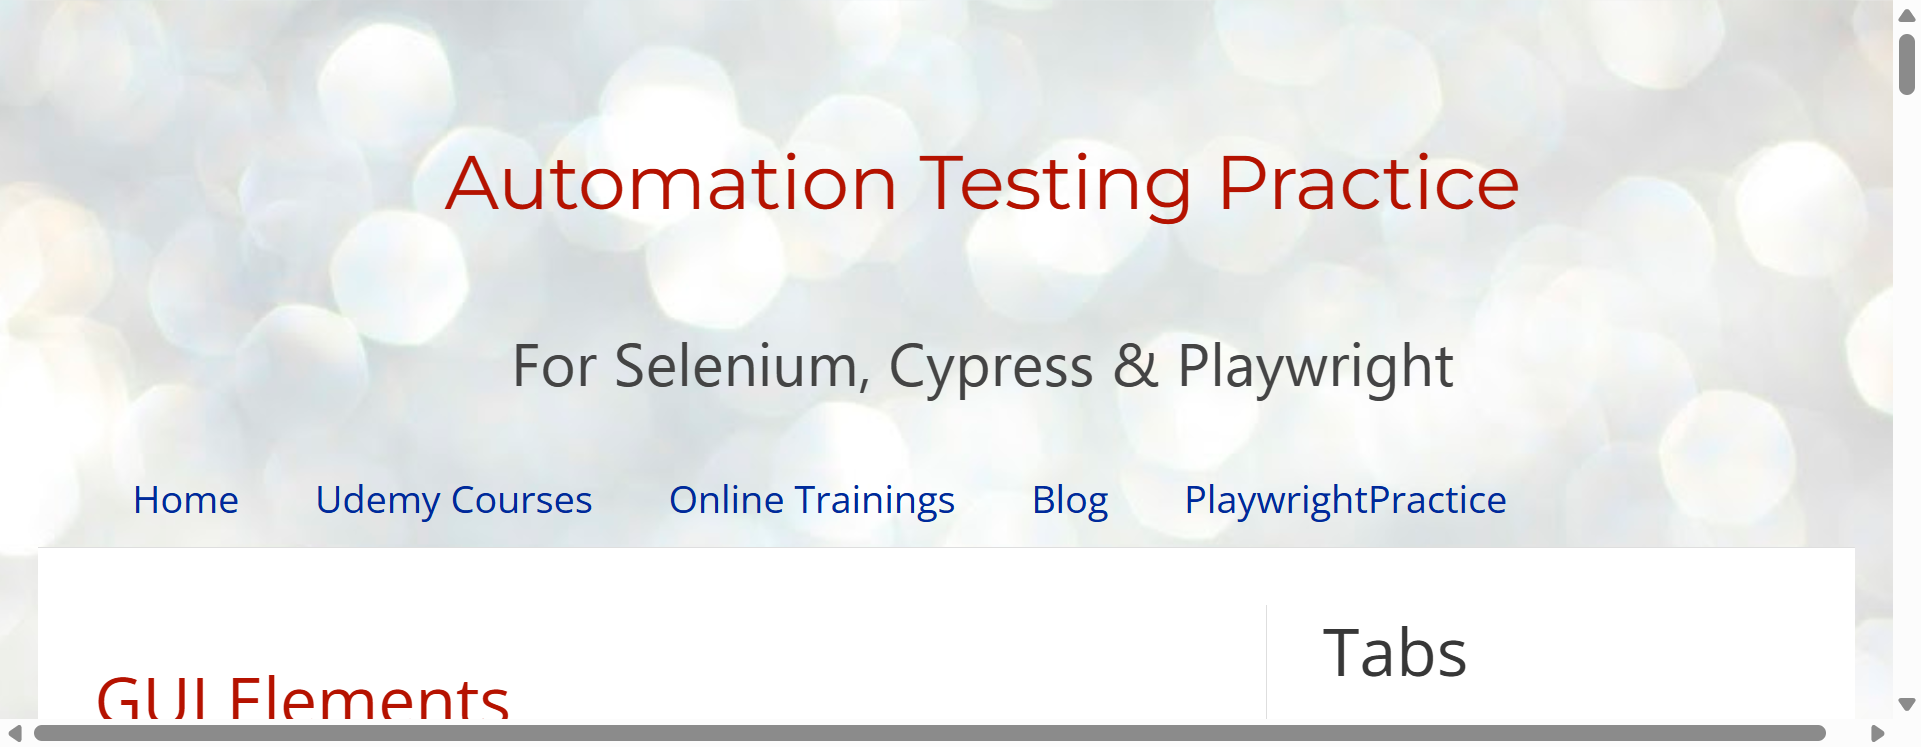 Automation Testing Practice
For Selenium, Cypress & Playwright
Home Udemy Courses Online Trainings Blog PlaywrightPractice
Tabs
GUI Elements